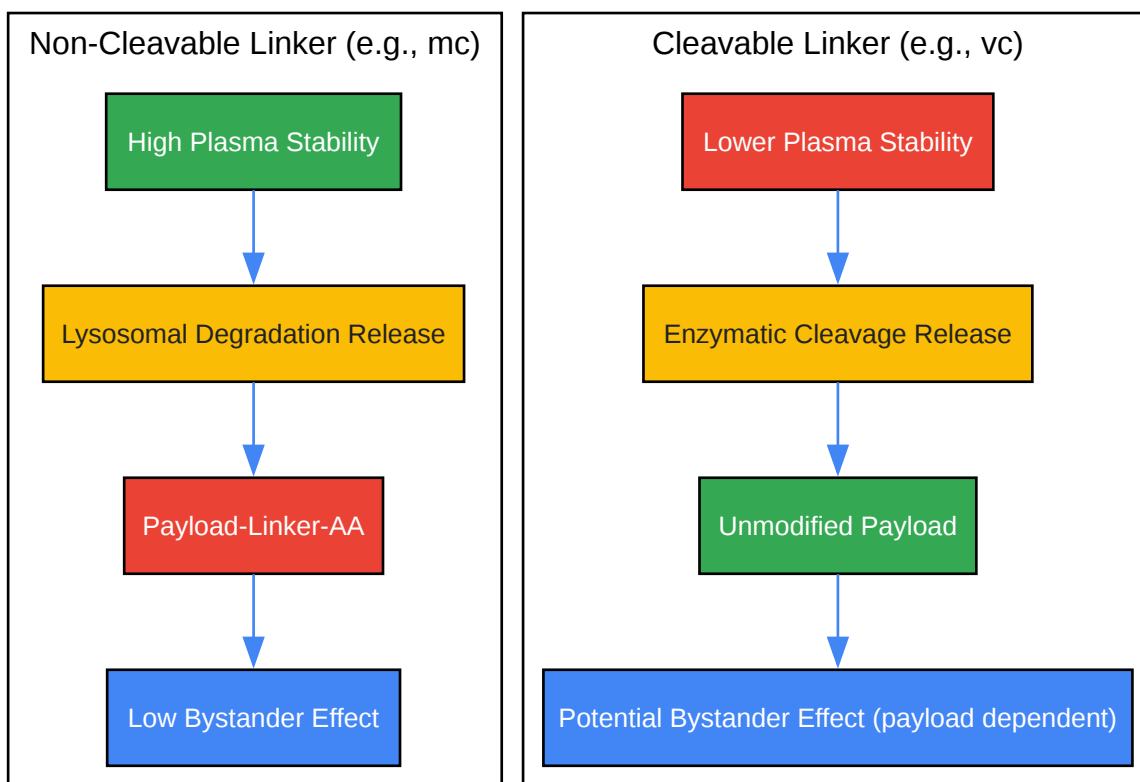 Non-Cleavable Linker (e.g., mc)
High Plasma Stability
Lysosomal Degradation Release
Payload-Linker-AA
Low Bystander Effect
Cleavable Linker (e.g., vc)
Lower Plasma Stability
Enzymatic Cleavage Release
Unmodified Payload
Potential Bystander Effect (payload dependent)